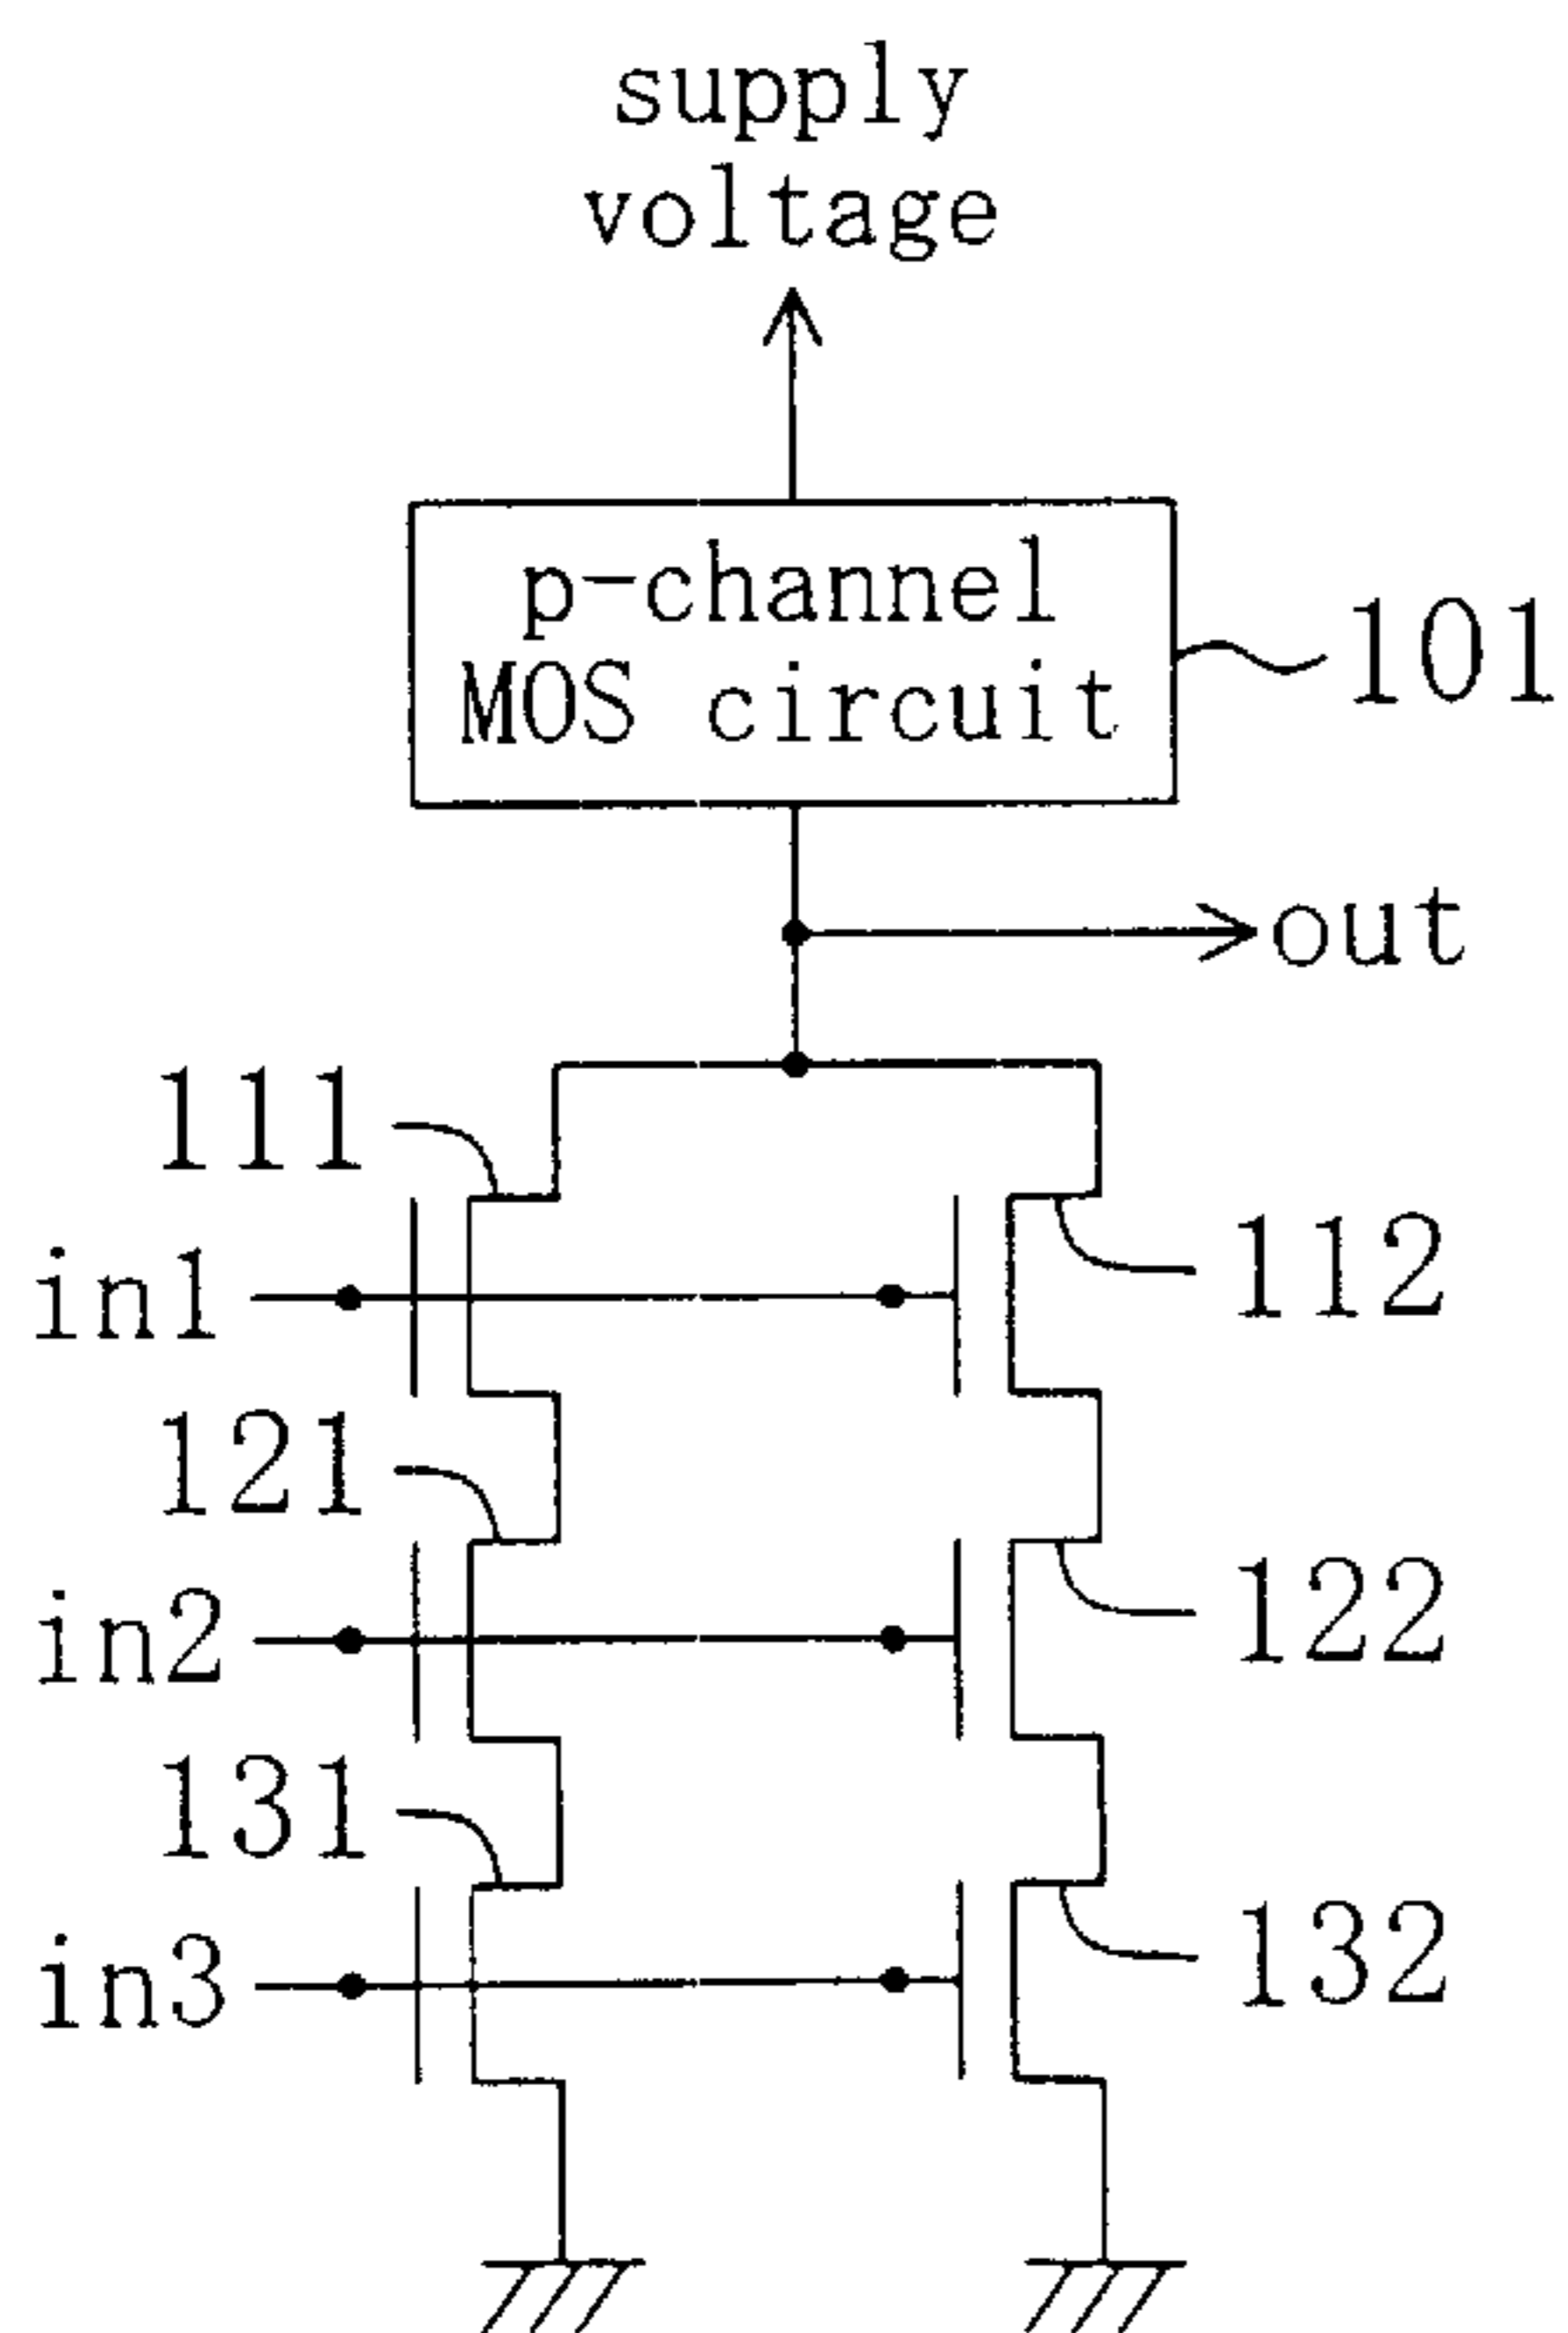 supply
voltage
p-channel
MOS circuit
101
out
111
in1
112
121
in2
122
131
in3
132